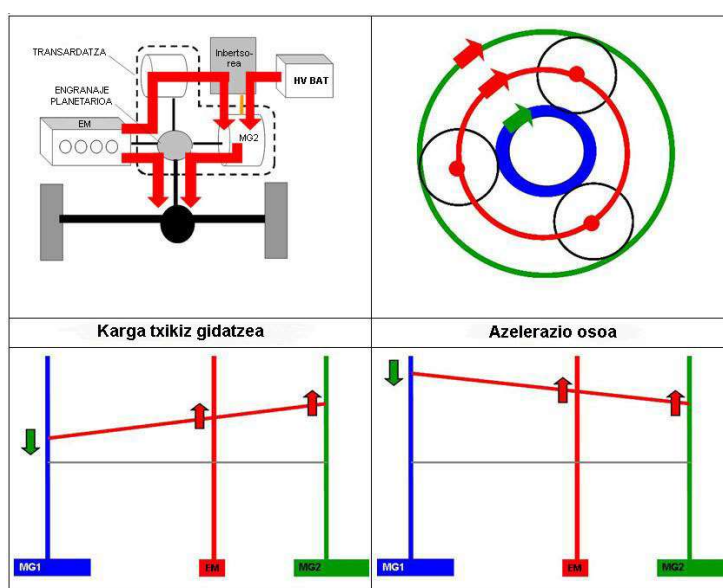 TRANSARDATZA
Inbertso-
rea
HV BAT
ENGRANAJE
PLANETARIOA
EM
MG2
Karga txikiz gidatzea
Azelerazio osoa
MG1
EM
MG2
MG1
EM
MG2